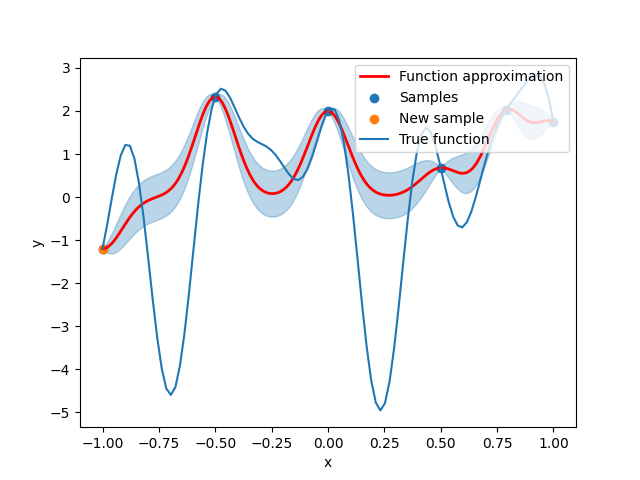 Function approximation
Samples
New sample
True function
3
2
1
0
−1
−2
−3
−4
−5
y
−1.00 −0.75 −0.50 −0.25 0.00 0.25 0.50 0.75 1.00
x